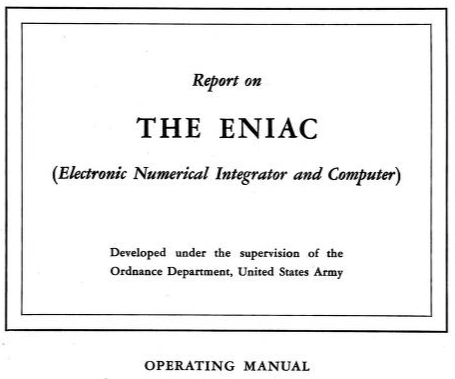 Report on
THE ENIAC
(Electronic Numerical Integrator and Computer)
Developed under the supervision of the
Ordnance Department, United States Army
OPERATING MANUAL